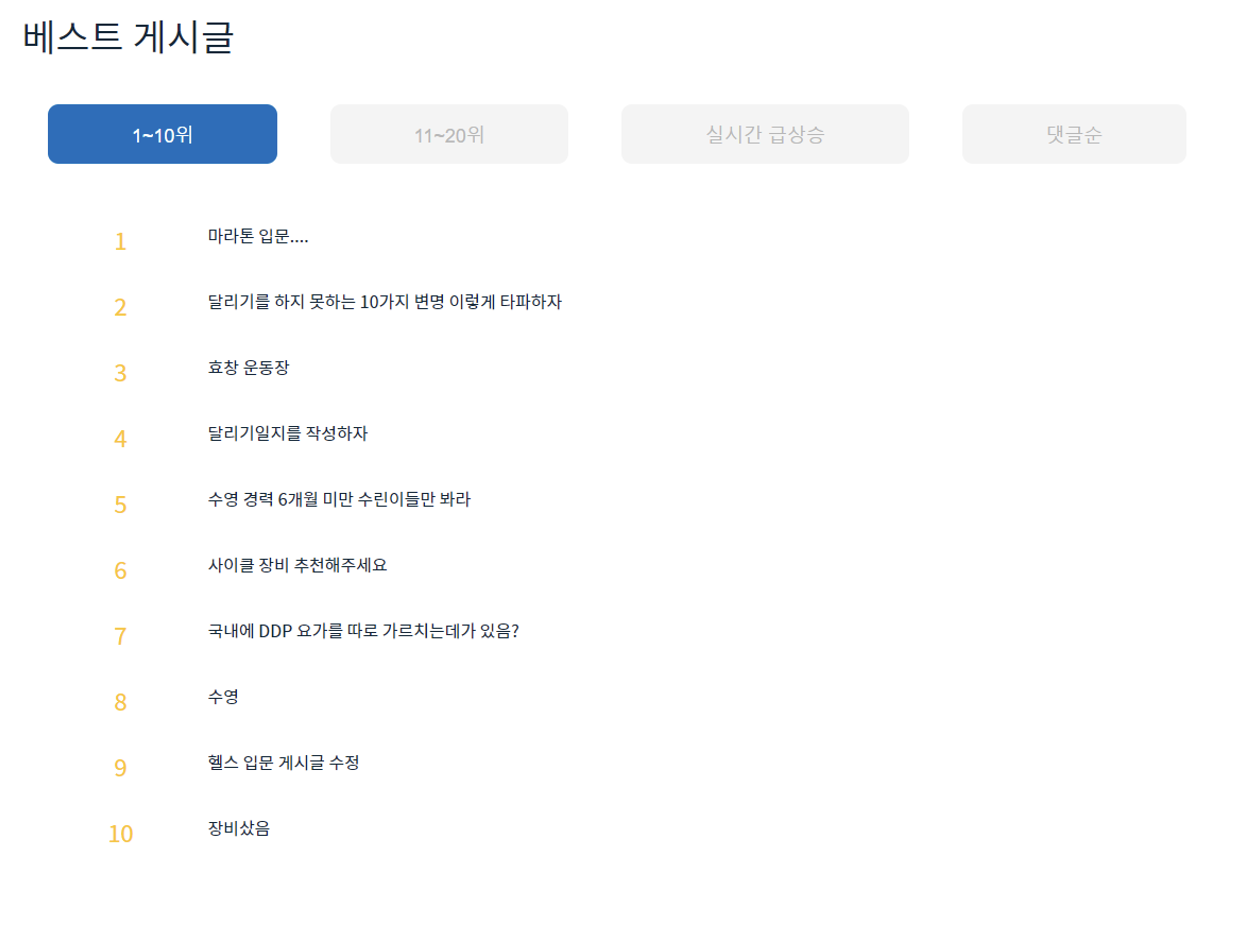 베스트 게시글
1~10위 11~20위 실시간 급상승 댓글순
1 마라톤 입문....
2 달리기를 하지 못하는 10가지 변명 이렇게 타파하자
3 효창 운동장
4 달리기일지를 작성하자
5 수영 경력 6개월 미만 수린이들만 봐라
6 사이클 장비 추천해주세요
7 국내에 DDP 요가를 따로 가르치는데가 있음?
8 수영
9 헬스 입문 게시글 수정
10 장비샀음